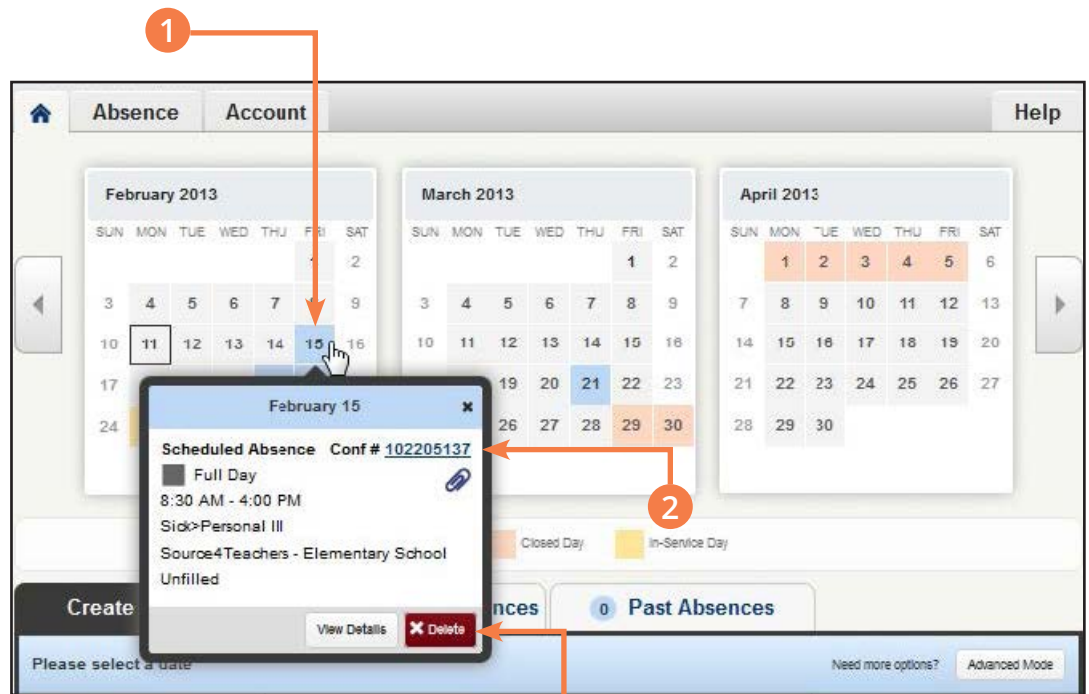 1
Absence Account Help
February 2013 March 2013 April 2013
SUN MON TUE WED THU FRI SAT SUN MON TUE WED THU FRI SAT SUN MON TUE WED THU FRI SAT
1 2 1 2 1 2 3 4 5 6
3 4 5 6 7 8 9 3 4 5 6 7 8 9 7 8 9 10 11 12 13
10 11 12 13 14 15 16 10 11 12 13 14 15 16 14 15 16 17 18 19 20
17 19 20 21 22 23 21 22 23 24 25 26 27
24 26 27 28 29 30 28 29 30
February 15
Scheduled Absence Conf # 102205137
Full Day
8:30 AM - 4:00 PM
Sick>Personal Ill
Source4Teachers - Elementary School
Unfilled
View Details Delete
2
Closed Day In-Service Day
Create nces 0 Past Absences
Please select a date Need more options? Advanced Mode